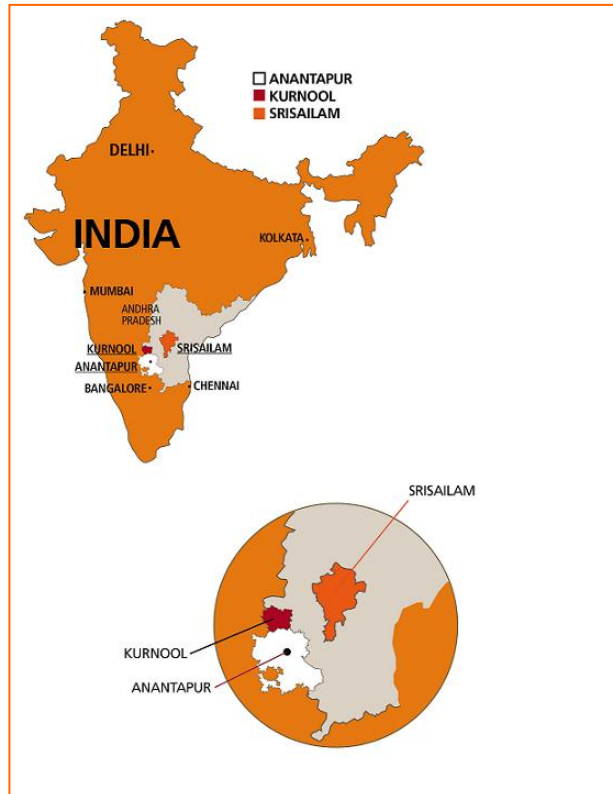 ANANTAPUR
KURNOOL
SRISAILAM
DELHI
INDIA
KOLKATA
MUMBAI
ANDHRA
PRADESH
KURNOOL
SRISAILAM
ANANTAPUR
BANGALORE
CHENNAI
SRISAILAM
KURNOOL
ANANTAPUR